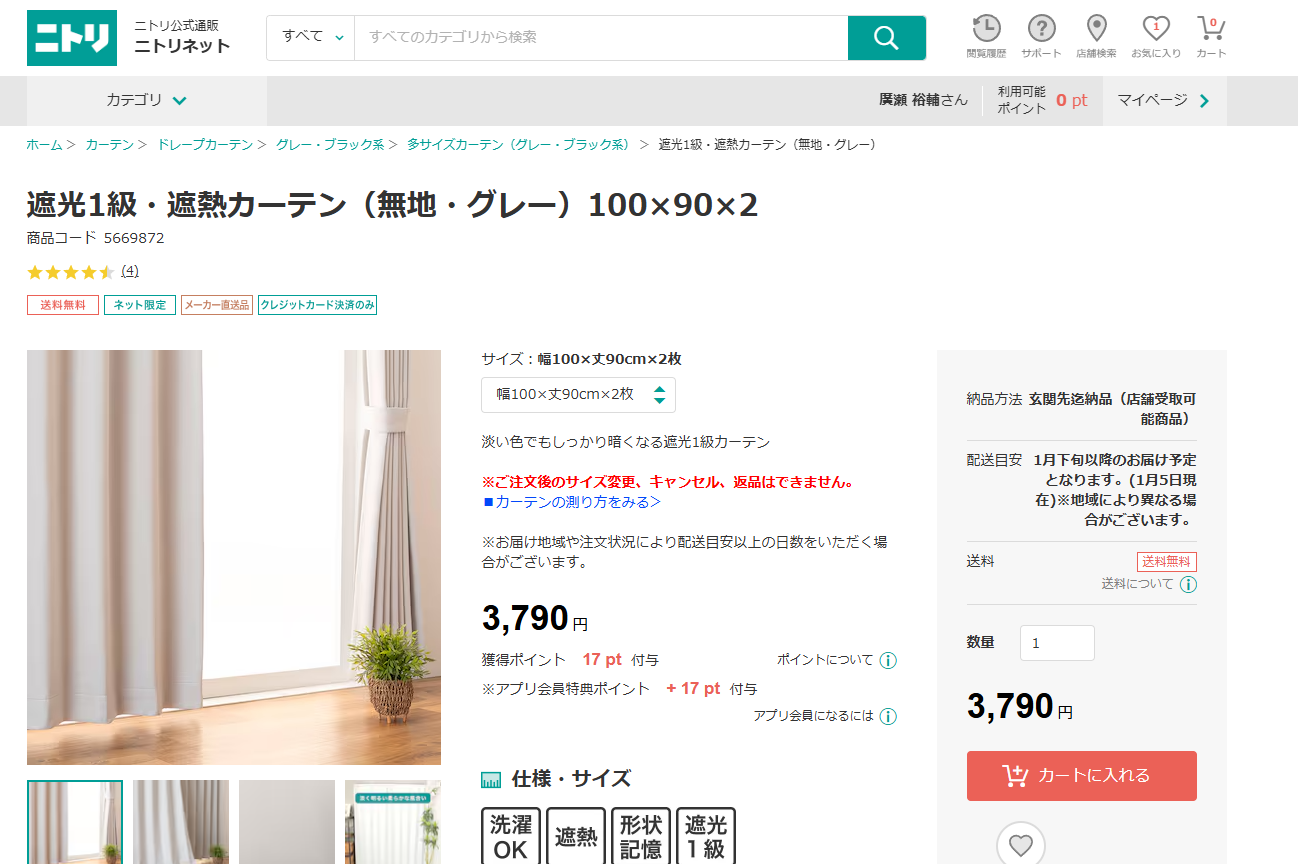 ニトリ
ニトリ公式通販
ニトリネット
すべて
すべてのカテゴリから検索
閲覧履歴
サポート
店舗検索
1
お気に入り
0
カート
カテゴリ
廣瀬 裕輔さん
利用可能
ポイント
0 pt
マイページ
ホーム > カーテン > ドレープカーテン > グレー・ブラック系 > 多サイズカーテン（グレー・ブラック系） > 遮光1級・遮熱カーテン（無地・グレー）
遮光1級・遮熱カーテン（無地・グレー）100×90×2
商品コード 5669872
(4)
送料無料
ネット限定
メーカー直送品
クレジットカード決済のみ
サイズ：幅100×丈90cm×2枚
幅100×丈90cm×2枚
淡い色でもしっかり暗くなる遮光1級カーテン
※ご注文後のサイズ変更、キャンセル、返品はできません。
■カーテンの測り方をみる＞
※お届け地域や注文状況により配送目安以上の日数をいただく場
合がございます。
3,790円
獲得ポイント 17 pt 付与
ポイントについて
※アプリ会員特典ポイント + 17 pt 付与
アプリ会員になるには
仕様・サイズ
洗濯
OK
遮熱
形状
記憶
遮光
1級
納品方法 玄関先迄納品（店舗受取可
能商品）
配送目安 1月下旬以降のお届け予定
となります。(1月5日現
在)※地域により異なる場
合がございます。
送料
送料無料
送料について
数量
1
3,790円
カートに入れる